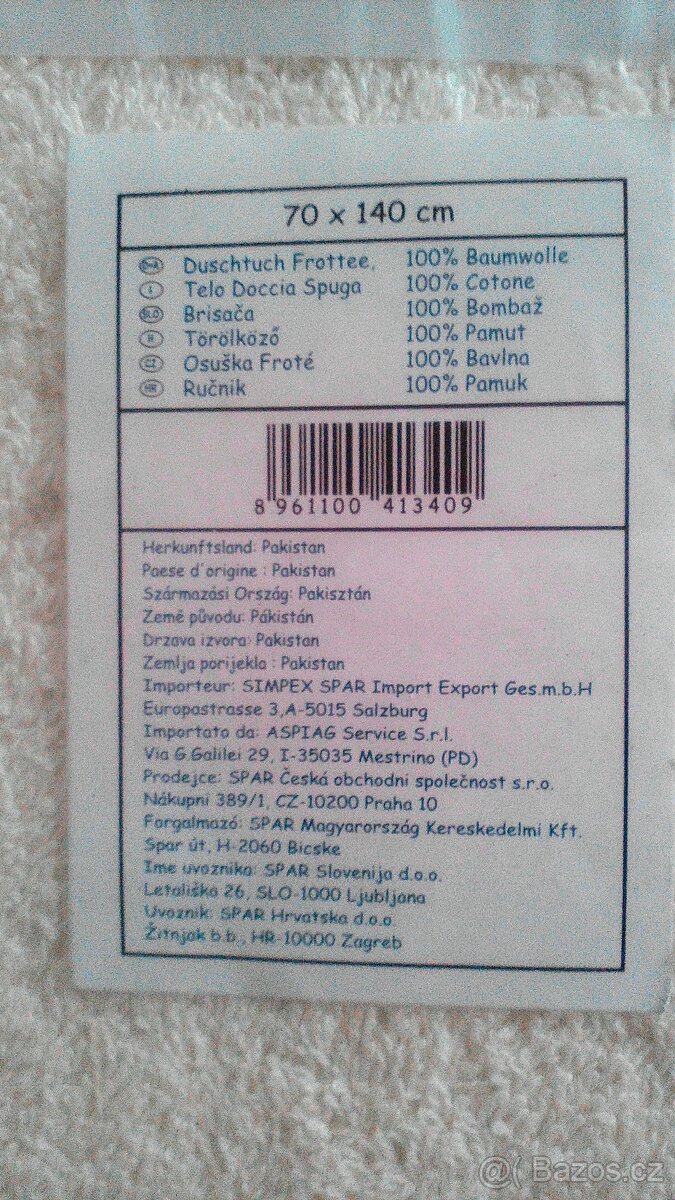 70 x 140 cm
D-A Duschtuch Frottee, 100% Baumwolle
I Telo Doccia Spuga 100% Cotone
SLO Brisača 100% Bombaž
H Törölköző 100% Pamut
CZ Osuška Froté 100% Bavlna
HR Ručnik 100% Pamuk
8 961100 413409
Herkunftsland: Pakistan
Paese d'origine : Pakistan
Származási Ország: Pakisztán
Země původu: Pákistán
Drzava izvora: Pakistan
Zemlja porijekla : Pakistan
Importeur: SIMPEX SPAR Import Export Ges.m.b.H
Europastrasse 3,A-5015 Salzburg
Importato da: ASPIAG Service S.r.l.
Via G.Galilei 29, I-35035 Mestrino (PD)
Prodejce: SPAR Česká obchodni společnost s.r.o.
Nákupni 389/1, CZ-10200 Praha 10
Forgalmazó: SPAR Magyarország Kereskedelmi Kft.
Spar út, H-2060 Bicske
Ime uvoznika: SPAR Slovenija d.o.o.
Letališka 26, SLO-1000 Ljubljana
Uvoznik: SPAR Hrvatska d.o.o.
Žitnjak b.b., HR-10000 Zagreb
@( Bazos.cz